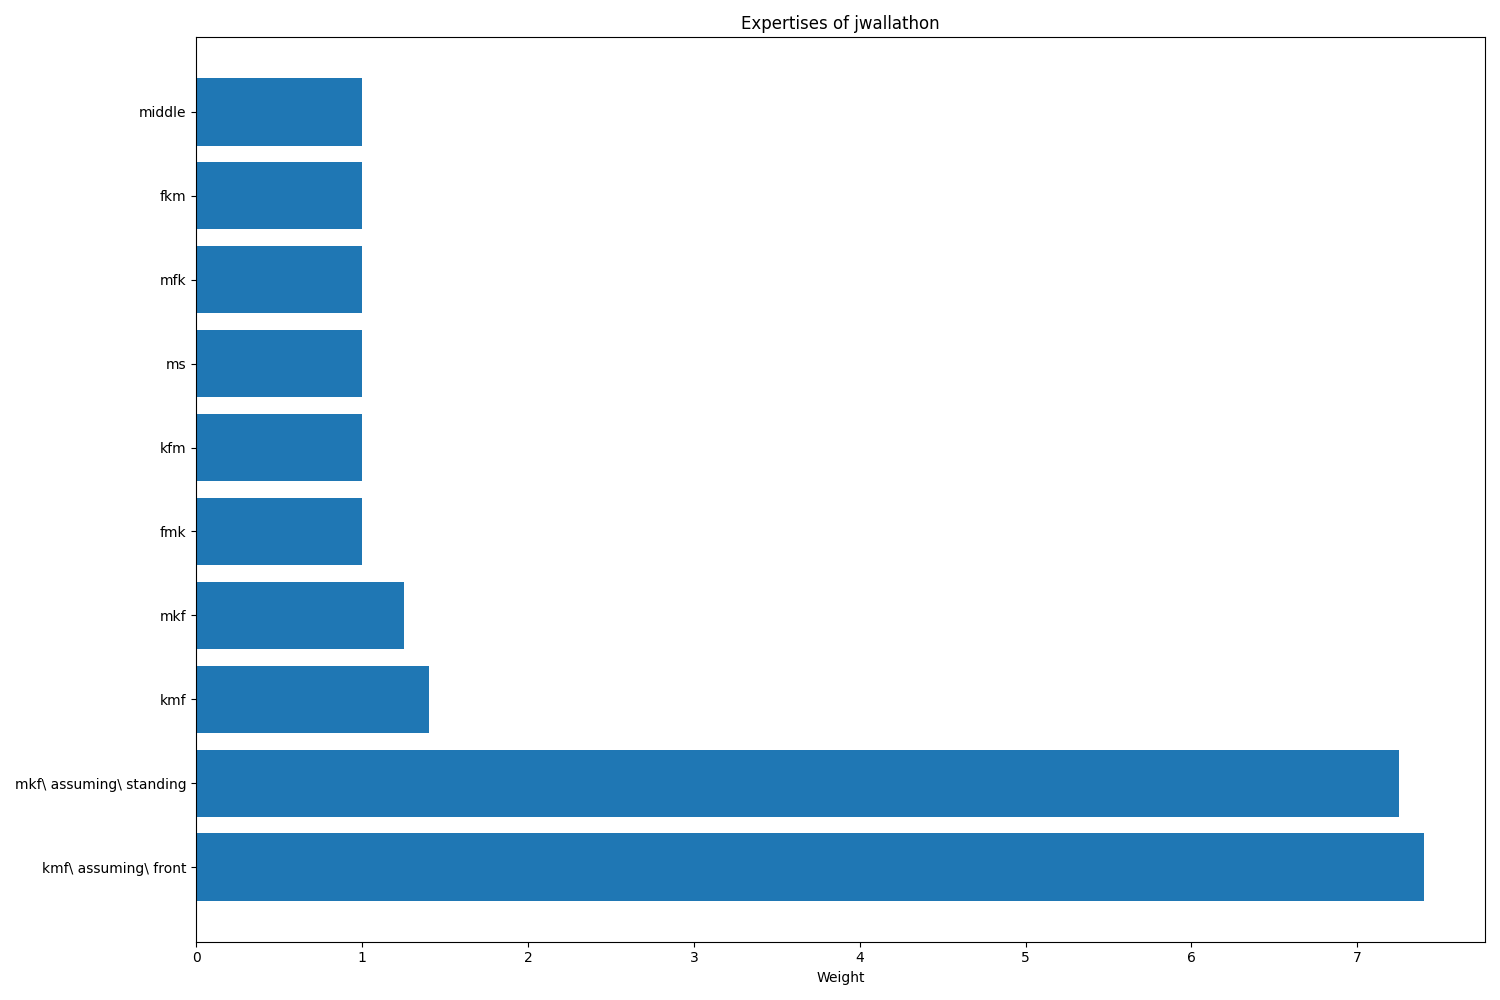 Expertises of jwallathon
middle
fkm
mfk
ms
kfm
fmk
mkf
kmf
mkf\ assuming\ standing
kmf\ assuming\ front
0 1 2 3 4 5 6 7
Weight